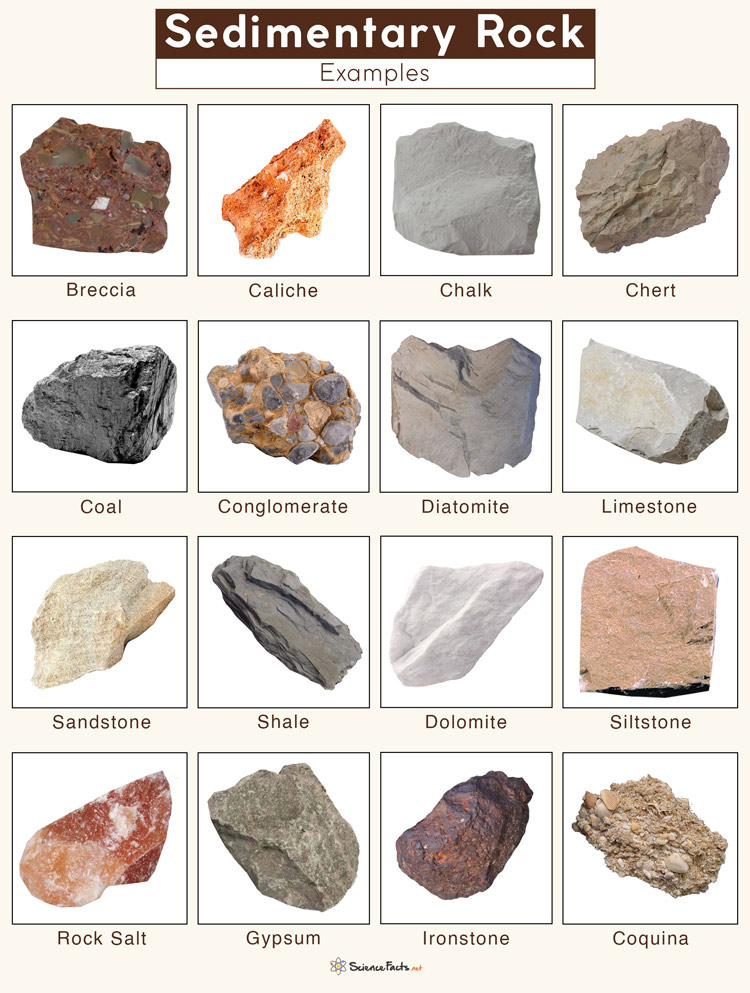 Sedimentary Rock
Examples
Breccia
Caliche
Chalk
Chert
Coal
Conglomerate
Diatomite
Limestone
Sandstone
Shale
Dolomite
Siltstone
Rock Salt
Gypsum
Ironstone
Coquina
ScienceFacts.net